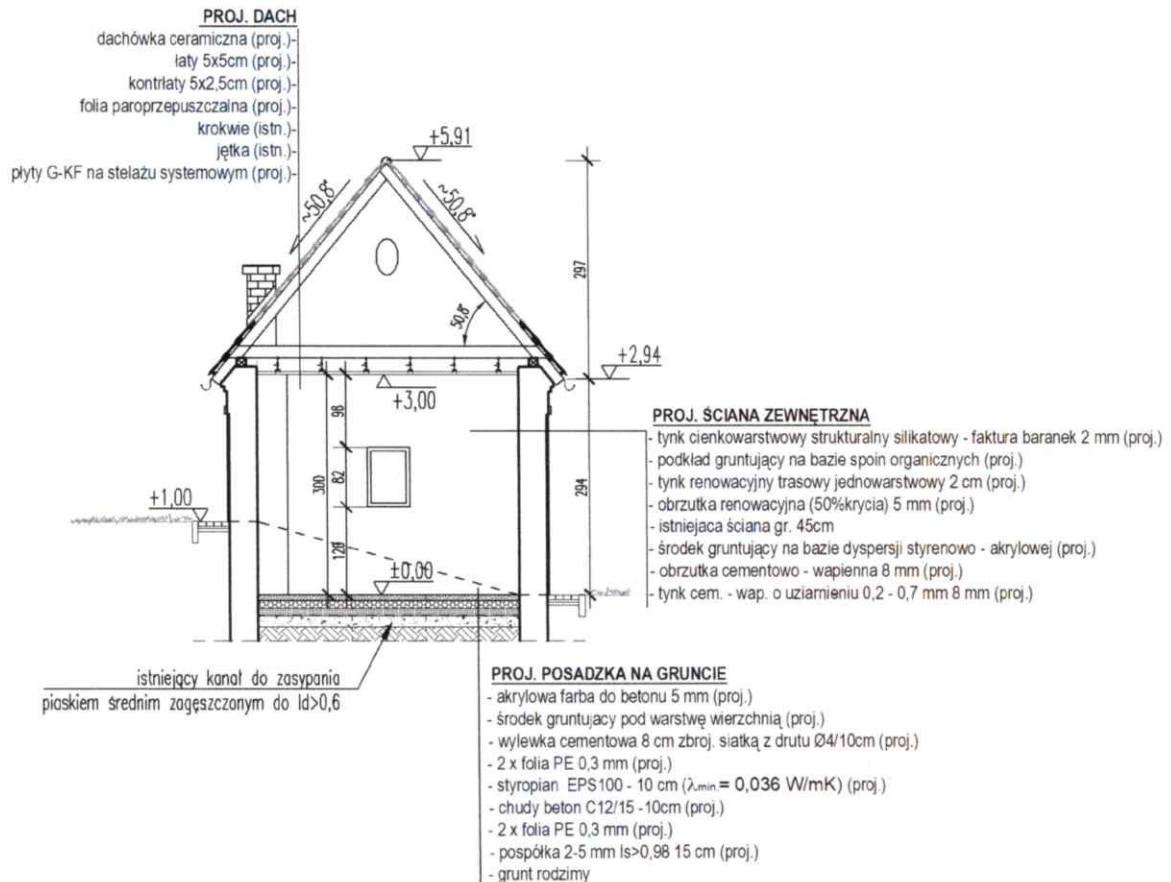 PROJ. DACH
dachówka ceramiczna (proj.)-
łaty 5x5cm (proj.)-
kontrłaty 5x2,5cm (proj.)-
folia paroprzepuszczalna (proj.)-
krokwie (istn.)-
jętka (istn.)-
płyty G-KF na stelażu systemowym (proj.)-
+5,91
~50,8°
~50,8°
297
50,8°
+2,94
+3,00
98
82
300
294
+1,00
±0,00
PROJ. ŚCIANA ZEWNĘTRZNA
- tynk cienkowarstwowy strukturalny silikatowy - faktura baranek 2 mm (proj.)
- podkład gruntujący na bazie spoin organicznych (proj.)
- tynk renowacyjny trasowy jednowarstwowy 2 cm (proj.)
- obrzutka renowacyjna (50%krycia) 5 mm (proj.)
- istniejaca ściana gr. 45cm
- środek gruntujący na bazie dyspersji styrenowo - akrylowej (proj.)
- obrzutka cementowo - wapienna 8 mm (proj.)
- tynk cem. - wap. o uziarnieniu 0,2 - 0,7 mm 8 mm (proj.)
istniejący kanał do zasypania
piaskiem średnim zagęszczonym do Id>0,6
PROJ. POSADZKA NA GRUNCIE
- akrylowa farba do betonu 5 mm (proj.)
- środek gruntujacy pod warstwę wierzchnią (proj.)
- wylewka cementowa 8 cm zbroj. siatką z drutu Ø4/10cm (proj.)
- 2 x folia PE 0,3 mm (proj.)
- styropian EPS100 - 10 cm (λmin.= 0,036 W/mK) (proj.)
- chudy beton C12/15 -10cm (proj.)
- 2 x folia PE 0,3 mm (proj.)
- pospółka 2-5 mm Is>0,98 15 cm (proj.)
- grunt rodzimy